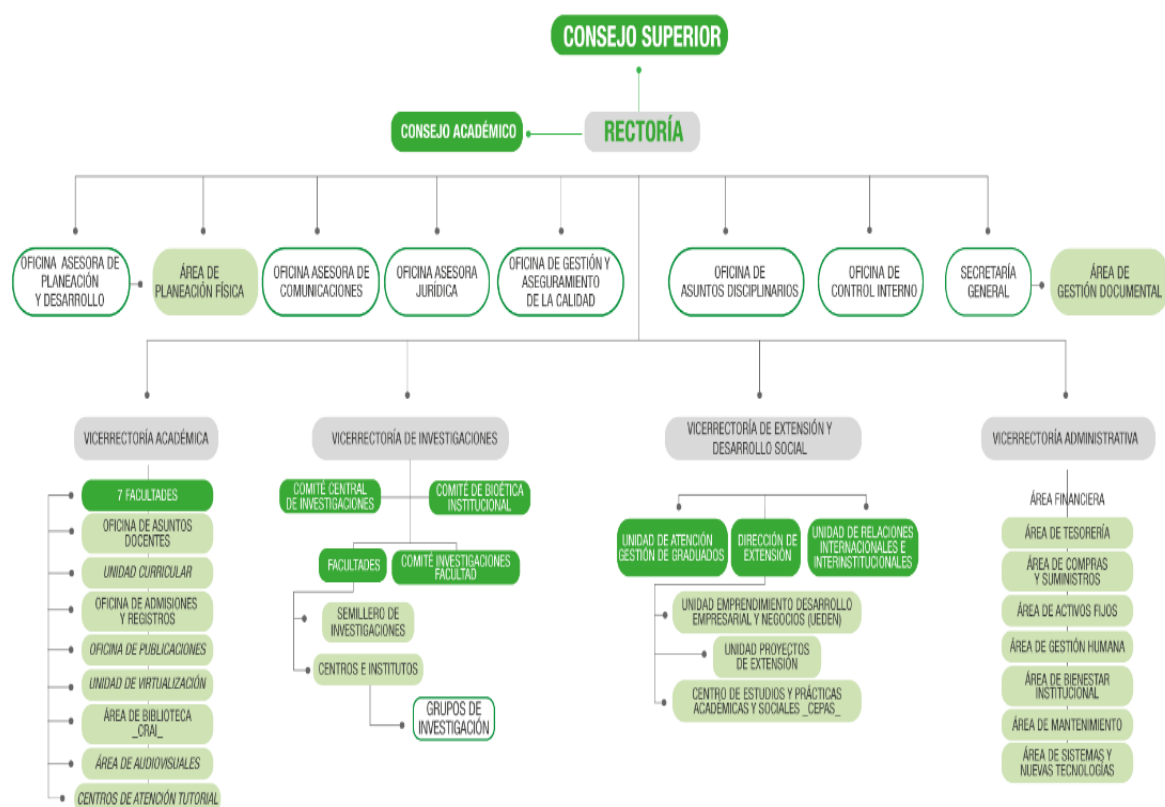 CONSEJO SUPERIOR
CONSEJO ACADÉMICO
RECTORÍA
OFICINA ASESORA DE
PLANEACIÓN
Y DESARROLLO
ÁREA DE
PLANEACIÓN FÍSICA
OFICINA ASESORA DE
COMUNICACIONES
OFICINA ASESORA
JURÍDICA
OFICINA DE GESTIÓN Y
ASEGURAMIENTO
DE LA CALIDAD
OFICINA DE
ASUNTOS DISCIPLINARIOS
OFICINA DE
CONTROL INTERNO
SECRETARÍA
GENERAL
ÁREA DE
GESTIÓN DOCUMENTAL
VICERRECTORÍA ACADÉMICA
7 FACULTADES
OFICINA DE ASUNTOS
DOCENTES
UNIDAD CURRICULAR
OFICINA DE ADMISIONES
Y REGISTROS
OFICINA DE PUBLICACIONES
UNIDAD DE VIRTUALIZACIÓN
ÁREA DE BIBLIOTECA
_CRAI_
ÁREA DE AUDIOVISUALES
CENTROS DE ATENCIÓN TUTORIAL
VICERRECTORÍA DE INVESTIGACIONES
COMITÉ CENTRAL
DE INVESTIGACIONES
COMITÉ DE BIOÉTICA
INSTITUCIONAL
FACULTADES
COMITÉ INVESTIGACIONES
FACULTAD
SEMILLERO DE
INVESTIGACIONES
CENTROS E INSTITUTOS
GRUPOS DE
INVESTIGACIÓN
VICERRECTORÍA DE EXTENSIÓN Y
DESARROLLO SOCIAL
UNIDAD DE ATENCIÓN
GESTIÓN DE GRADUADOS
DIRECCIÓN DE
EXTENSIÓN
UNIDAD DE RELACIONES
INTERNACIONALES E
INTERINSTITUCIONALES
UNIDAD EMPRENDIMIENTO DESARROLLO
EMPRESARIAL Y NEGOCIOS (UEDEN)
UNIDAD PROYECTOS
DE EXTENSIÓN
CENTRO DE ESTUDIOS Y PRÁCTICAS
ACADÉMICAS Y SOCIALES _CEPAS_
VICERRECTORÍA ADMINISTRATIVA
ÁREA FINANCIERA
ÁREA DE TESORERÍA
ÁREA DE COMPRAS
Y SUMINISTROS
ÁREA DE ACTIVOS FIJOS
ÁREA DE GESTIÓN HUMANA
ÁREA DE BIENESTAR
INSTITUCIONAL
ÁREA DE MANTENIMIENTO
ÁREA DE SISTEMAS Y
NUEVAS TECNOLOGÍAS